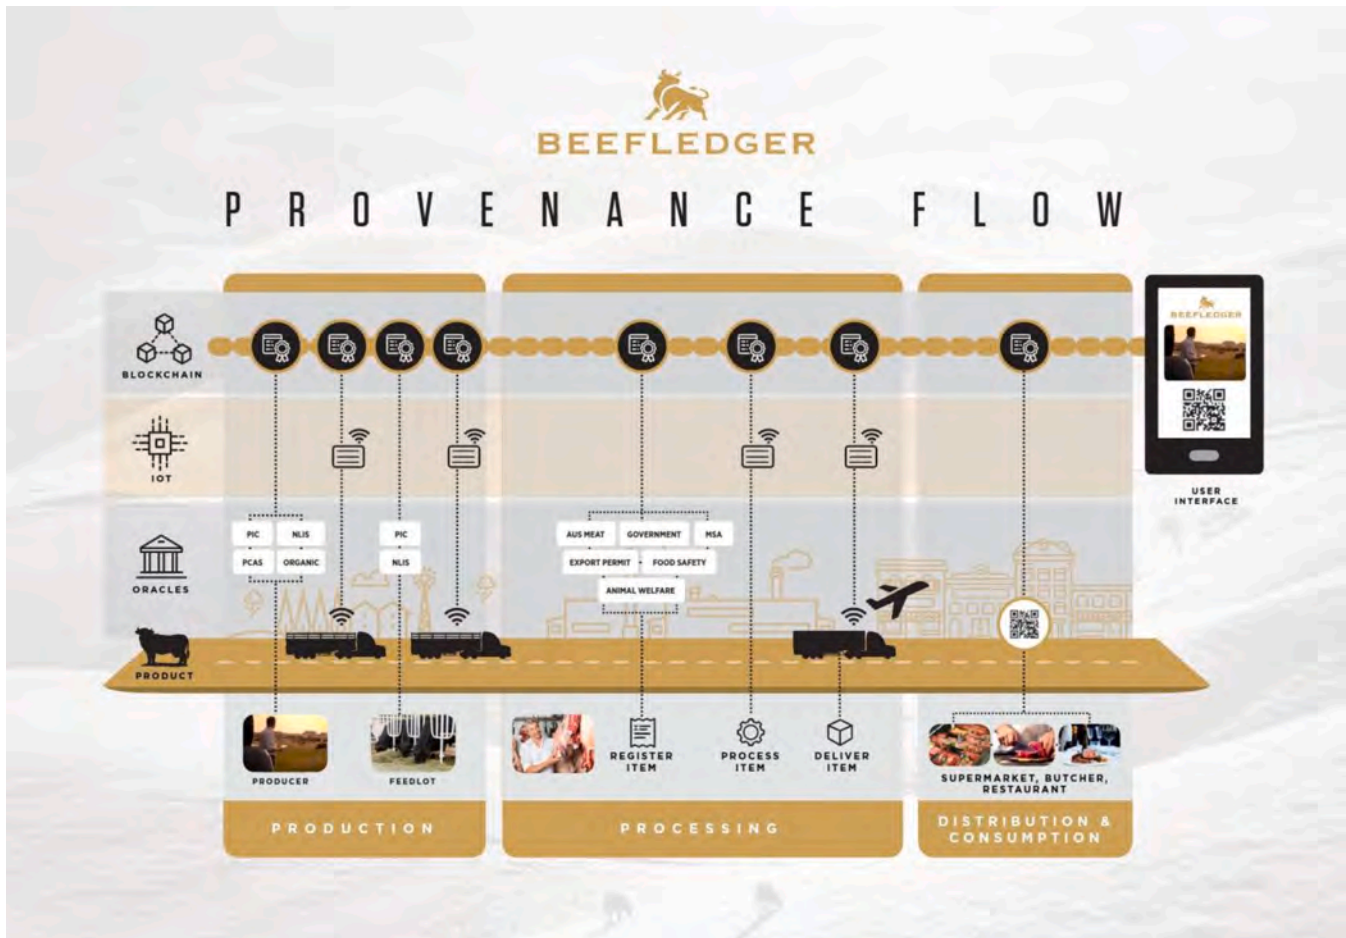 BEEFLEDGER
PROVENANCE FLOW
BLOCKCHAIN
BEEFLEDGER
IOT
USER
INTERFACE
PIC NLIS
PCAS ORGANIC
PIC
NLIS
AUS MEAT GOVERNMENT MSA
EXPORT PERMIT FOOD SAFETY
ANIMAL WELFARE
ORACLES
PRODUCT
PRODUCER
FEEDLOT
REGISTER
ITEM
PROCESS
ITEM
DELIVER
ITEM
SUPERMARKET, BUTCHER,
RESTAURANT
PRODUCTION
PROCESSING
DISTRIBUTION &
CONSUMPTION